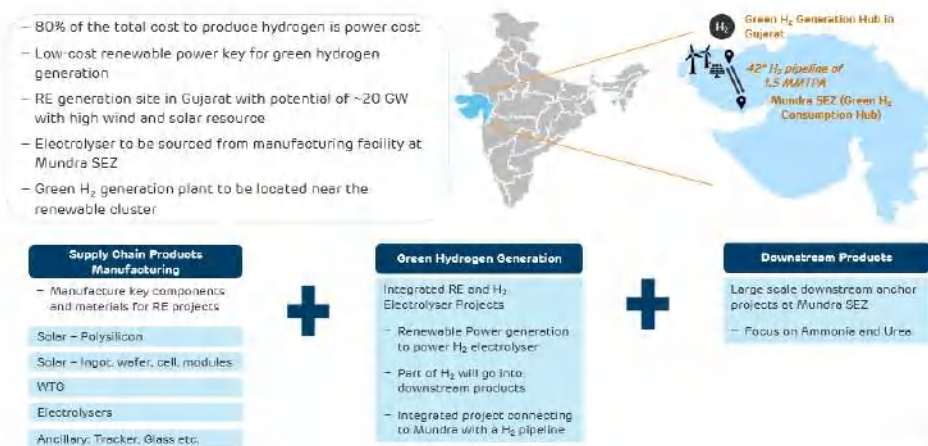 – 80% of the total cost to produce hydrogen is power cost
– Low-cost renewable power key for green hydrogen
generation
– RE generation site in Gujarat with potential of ~20 GW
with high wind and solar resource
– Electrolyser to be sourced from manufacturing facility at
Mundra SEZ
– Green H₂ generation plant to be located near the
renewable cluster
H₂
Green H₂ Generation Hub in
Gujarat
42" H₂ pipeline of
1.5 MMTPA
Mundra SEZ (Green H₂
Consumption Hub)
Supply Chain Products
Manufacturing
– Manufacture key components
and materials for RE projects
Solar – Polysilicon
Solar – Ingot, wafer, cell, modules
WTG
Electrolysers
Ancillary: Tracker, Glass etc.
Green Hydrogen Generation
Integrated RE and H₂
Electrolyser Projects
– Renewable Power generation
to power H₂ electrolyser
– Part of H₂ will go into
downstream products
– Integrated project connecting
to Mundra with a H₂ pipeline
Downstream Products
Large scale downstream anchor
projects at Mundra SEZ
– Focus on Ammonia and Urea